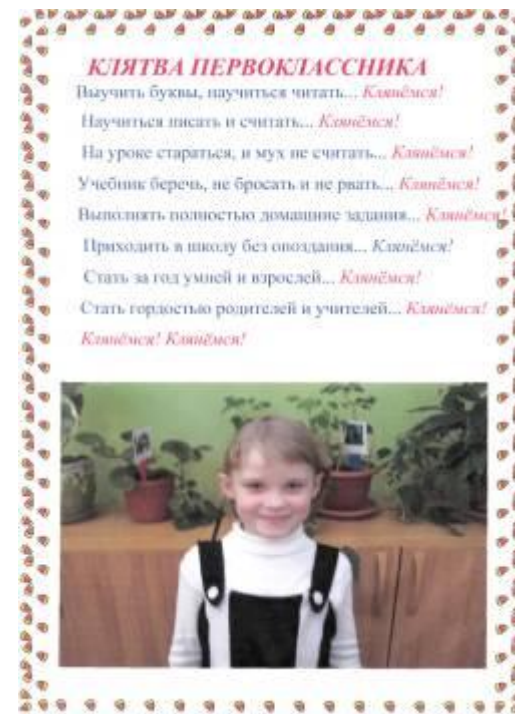 КЛЯТВА ПЕРВОКЛАССНИКА
Выучить буквы, научиться читать... Клянёмся!
Научиться писать и считать... Клянёмся!
На уроке стараться, и мух не считать... Клянёмся!
Учебник беречь, не бросать и не рвать... Клянёмся!
Выполнять полностью домашние задания... Клянёмся!
Приходить в школу без опоздания... Клянёмся!
Стать за год умней и взрослей... Клянёмся!
Стать гордостью родителей и учителей... Клянёмся!
Клянёмся! Клянёмся!